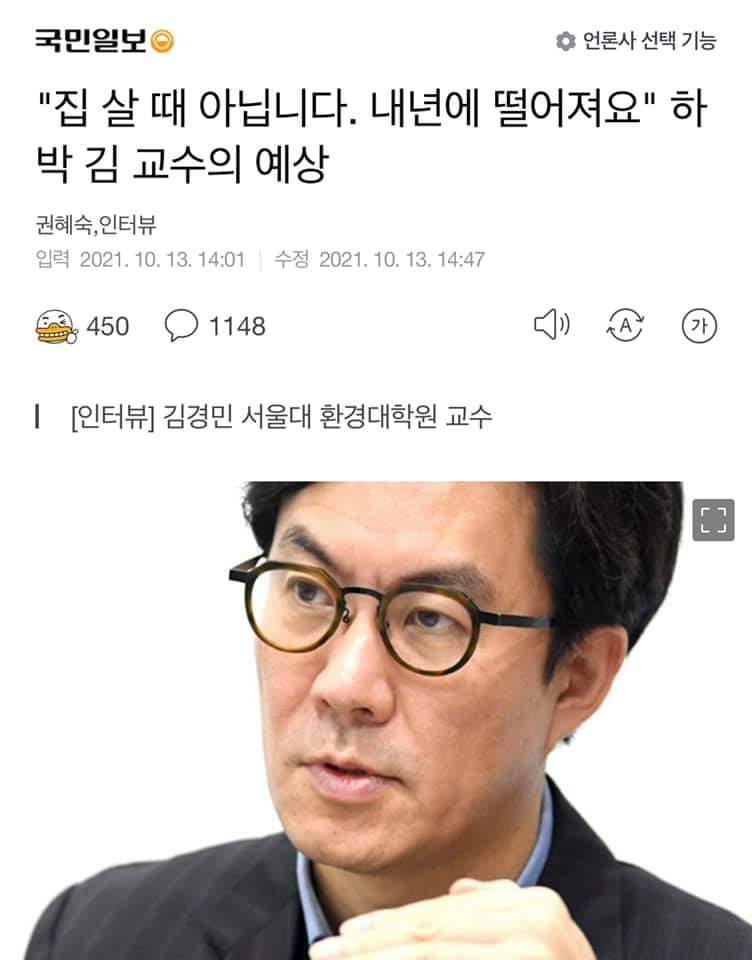 국민일보
언론사 선택 기능
"집 살 때 아닙니다. 내년에 떨어져요" 하
박 김 교수의 예상
권혜숙,인터뷰
입력 2021. 10. 13. 14:01 수정 2021. 10. 13. 14:47
450 1148
A 가
[인터뷰] 김경민 서울대 환경대학원 교수